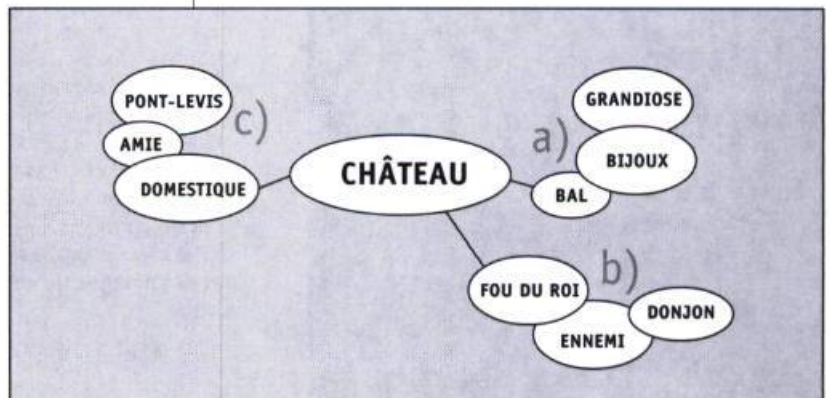 PONT-LEVIS
AMIE
DOMESTIQUE
c)
CHÂTEAU
a)
GRANDIOSE
BIJOUX
BAL
b)
FOU DU ROI
ENNEMI
DONJON